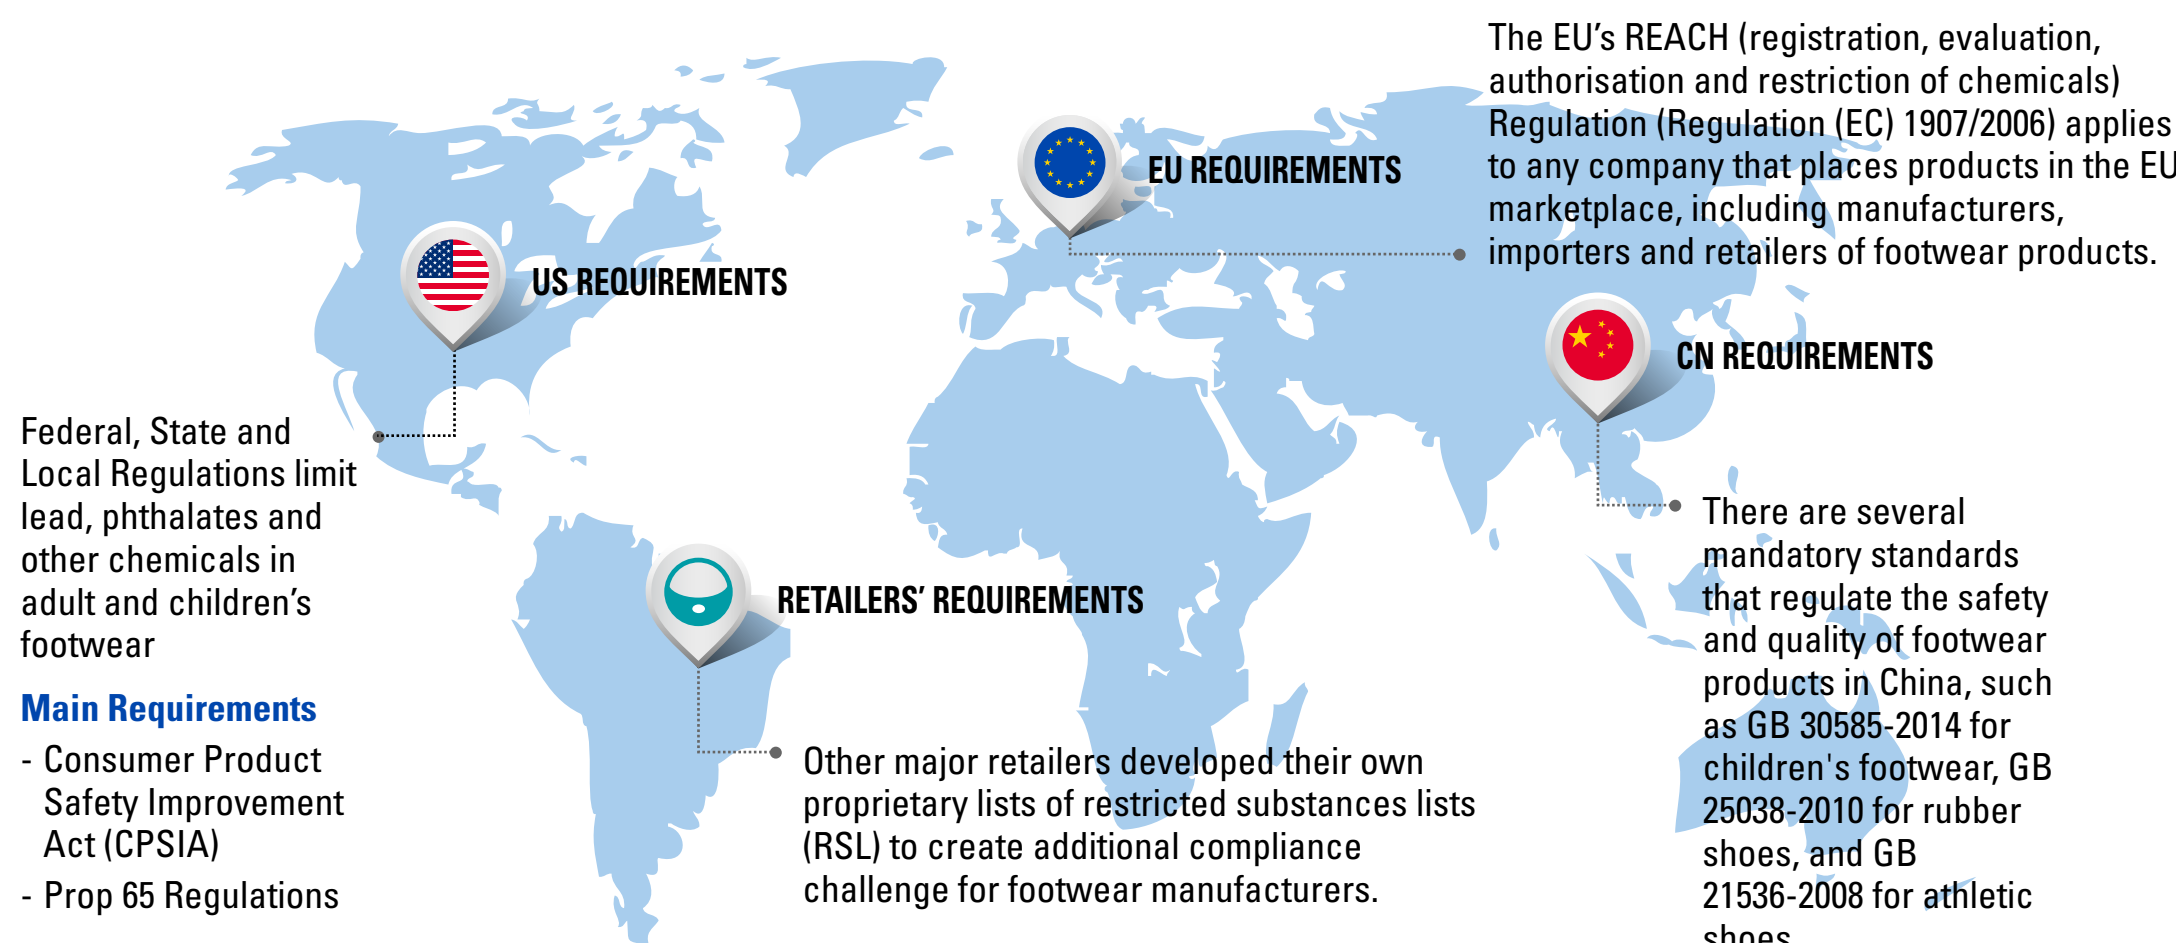 The EU’s REACH (registration, evaluation,
authorisation and restriction of chemicals)
Regulation (Regulation (EC) 1907/2006) applies
to any company that places products in the EU
marketplace, including manufacturers,
importers and retailers of footwear products.
EU REQUIREMENTS
US REQUIREMENTS
CN REQUIREMENTS
Federal, State and
Local Regulations limit
lead, phthalates and
other chemicals in
adult and children’s
footwear
Main Requirements
- Consumer Product
Safety Improvement
Act (CPSIA)
- Prop 65 Regulations
RETAILERS’ REQUIREMENTS
Other major retailers developed their own
proprietary lists of restricted substances lists
(RSL) to create additional compliance
challenge for footwear manufacturers.
There are several
mandatory standards
that regulate the safety
and quality of footwear
products in China, such
as GB 30585-2014 for
children's footwear, GB
25038-2010 for rubber
shoes, and GB
21536-2008 for athletic
shoes